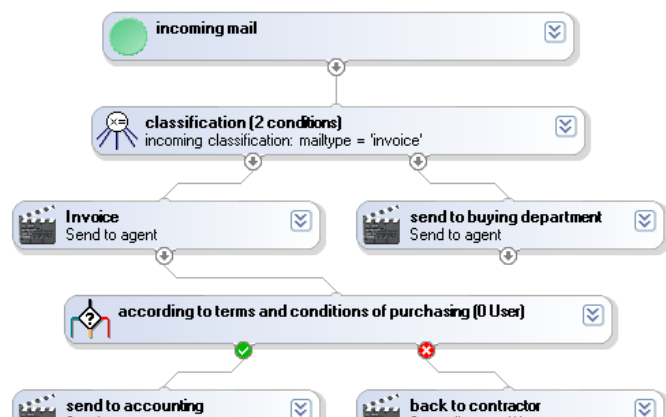 incoming mail
classification (2 conditions)
incoming classification: mailtype = 'invoice'
Invoice
Send to agent
send to buying department
Send to agent
according to terms and conditions of purchasing (0 User)
send to accounting
back to contractor